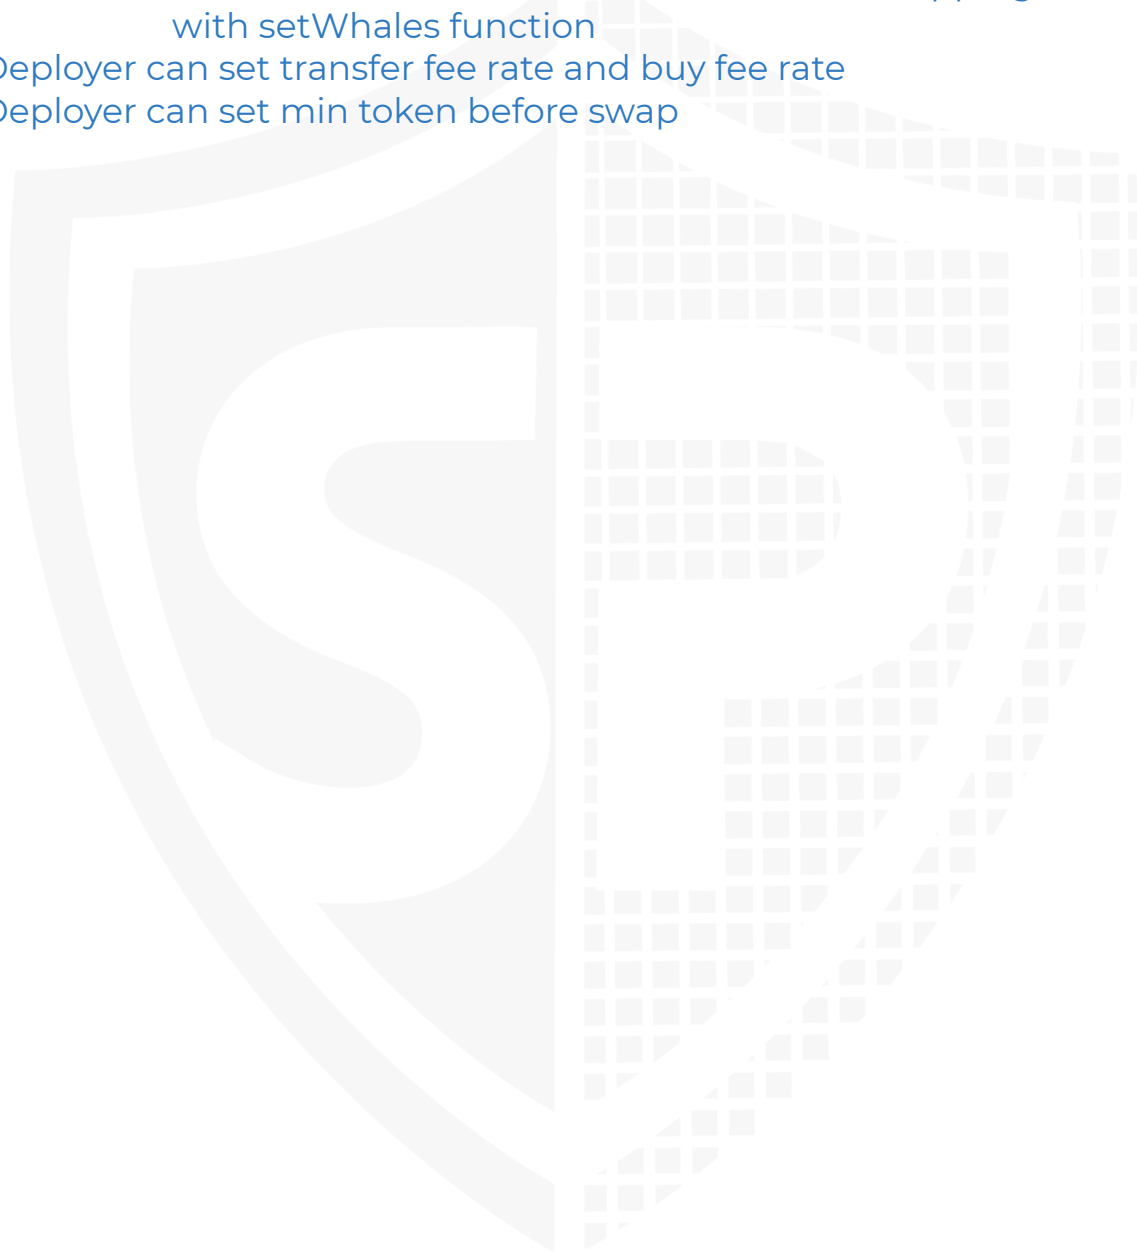 with setWhales function
Deployer can set transfer fee rate and buy fee rate
Deployer can set min token before swap
SP